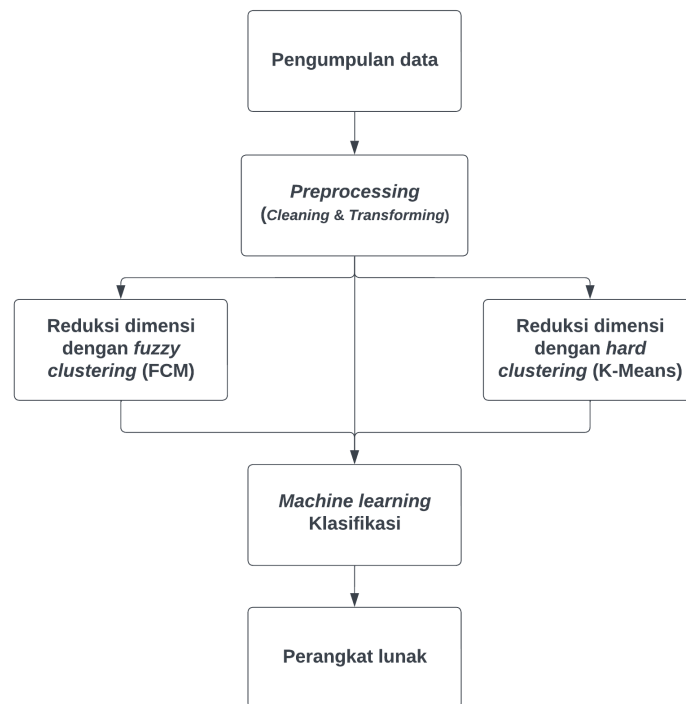 Pengumpulan data
Preprocessing
(Cleaning & Transforming)
Reduksi dimensi
dengan fuzzy
clustering (FCM)
Reduksi dimensi
dengan hard
clustering (K-Means)
Machine learning
Klasifikasi
Perangkat lunak